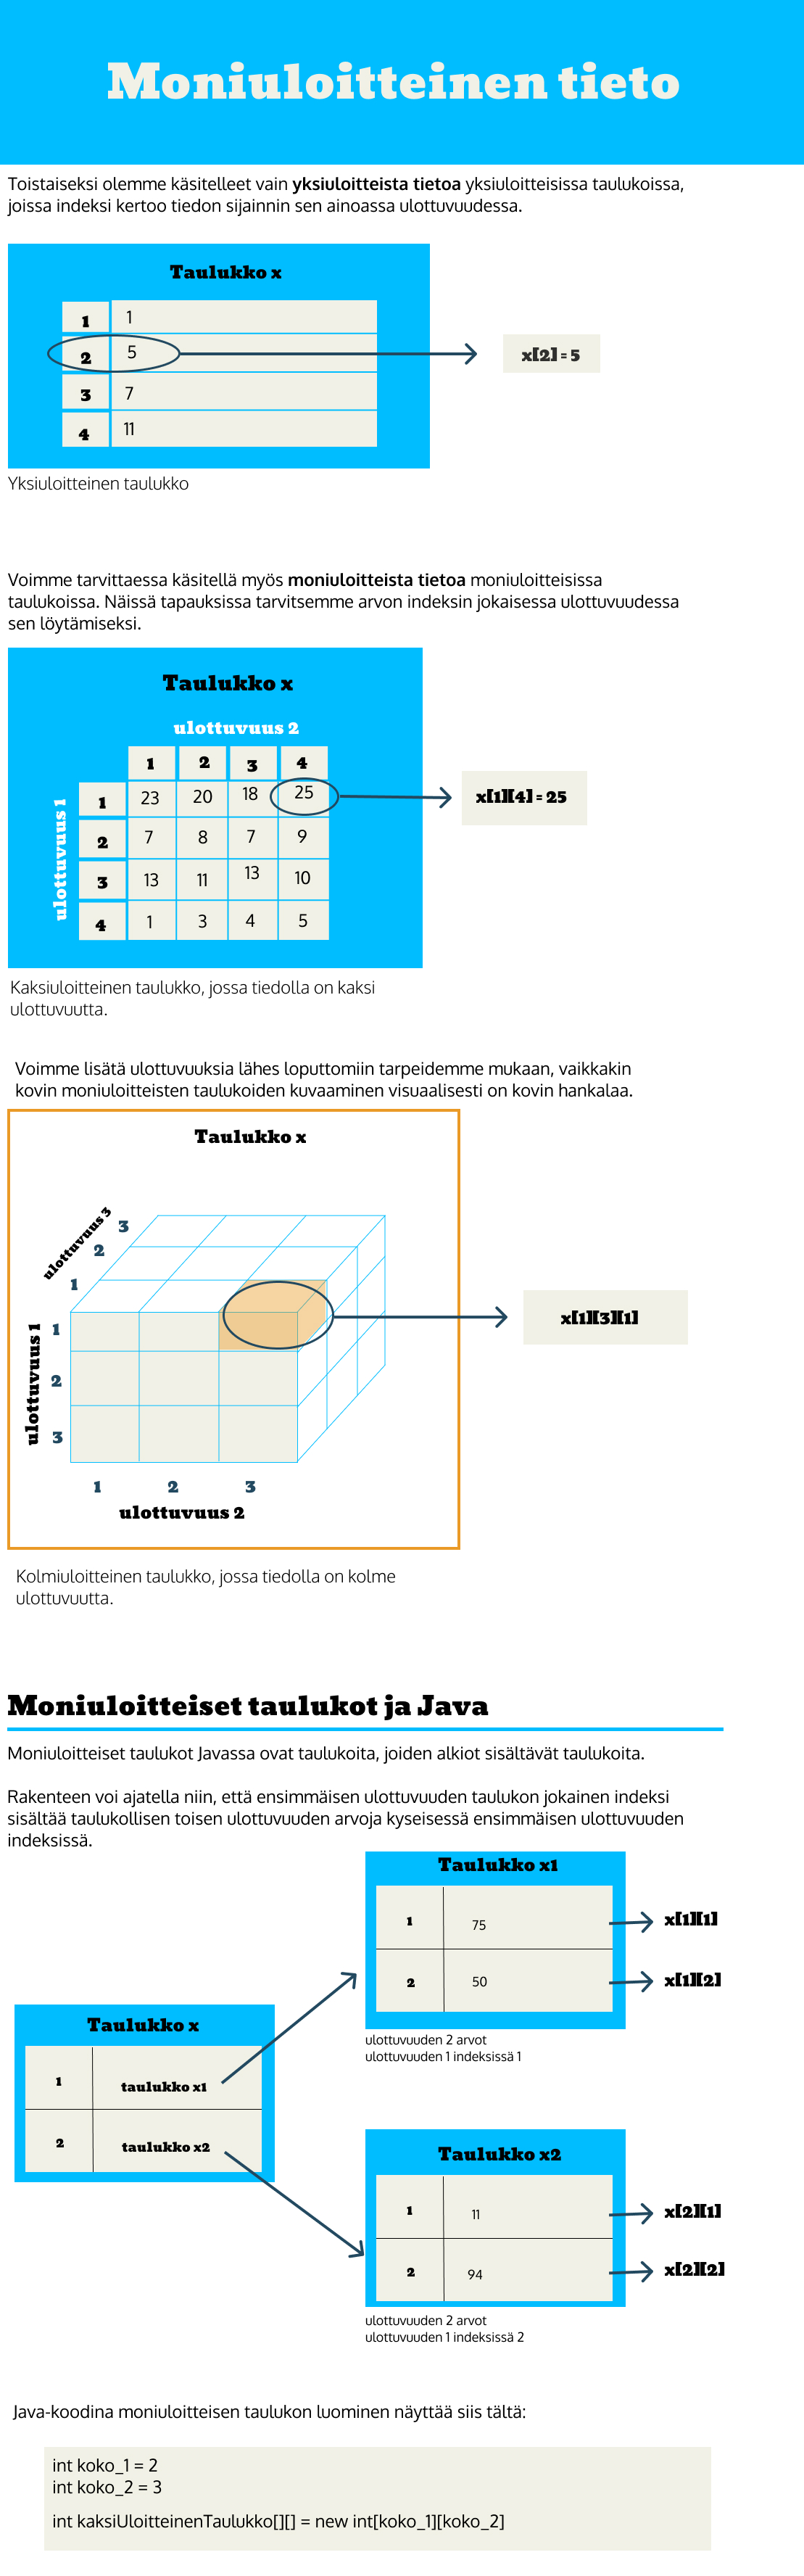 Moniuloitteinen tieto
Toistaiseksi olemme käsitelleet vain yksiuloitteista tietoa yksiuloitteisissa taulukoissa,
joissa indeksi kertoo tiedon sijainnin sen ainoassa ulottuvuudessa.
Taulukko x
1 1
2 5
3 7
4 11
x[2] = 5
Yksiuloitteinen taulukko
Voimme tarvittaessa käsitellä myös moniuloitteista tietoa moniuloitteisissa
taulukoissa. Näissä tapauksissa tarvitsemme arvon indeksin jokaisessa ulottuvuudessa
sen löytämiseksi.
Taulukko x
ulottuvuus 2
ulottuvuus 1
1 2 3 4
1 23 20 18 25
2 7 8 7 9
3 13 11 13 10
4 1 3 4 5
x[1][4] = 25
Kaksiuloitteinen taulukko, jossa tiedolla on kaksi
ulottuvuutta.
Voimme lisätä ulottuvuuksia lähes loputtomiin tarpeidemme mukaan, vaikkakin
kovin moniuloitteisten taulukoiden kuvaaminen visuaalisesti on kovin hankalaa.
Taulukko x
ulottuvuus 3
3
2
1
ulottuvuus 1
1
2
3
1 2 3
ulottuvuus 2
x[1][3][1]
Kolmiuloitteinen taulukko, jossa tiedolla on kolme
ulottuvuutta.
Moniuloitteiset taulukot ja Java
Moniuloitteiset taulukot Javassa ovat taulukoita, joiden alkiot sisältävät taulukoita.
Rakenteen voi ajatella niin, että ensimmäisen ulottuvuuden taulukon jokainen indeksi
sisältää taulukollisen toisen ulottuvuuden arvoja kyseisessä ensimmäisen ulottuvuuden
indeksissä.
Taulukko x
1 taulukko x1
2 taulukko x2
Taulukko x1
1 75 x[1][1]
2 50 x[1][2]
ulottuvuuden 2 arvot
ulottuvuuden 1 indeksissä 1
Taulukko x2
1 11 x[2][1]
2 94 x[2][2]
ulottuvuuden 2 arvot
ulottuvuuden 1 indeksissä 2
Java-koodina moniuloitteisen taulukon luominen näyttää siis tältä:
int koko_1 = 2
int koko_2 = 3
int kaksiUloitteinenTaulukko[][] = new int[koko_1][koko_2]